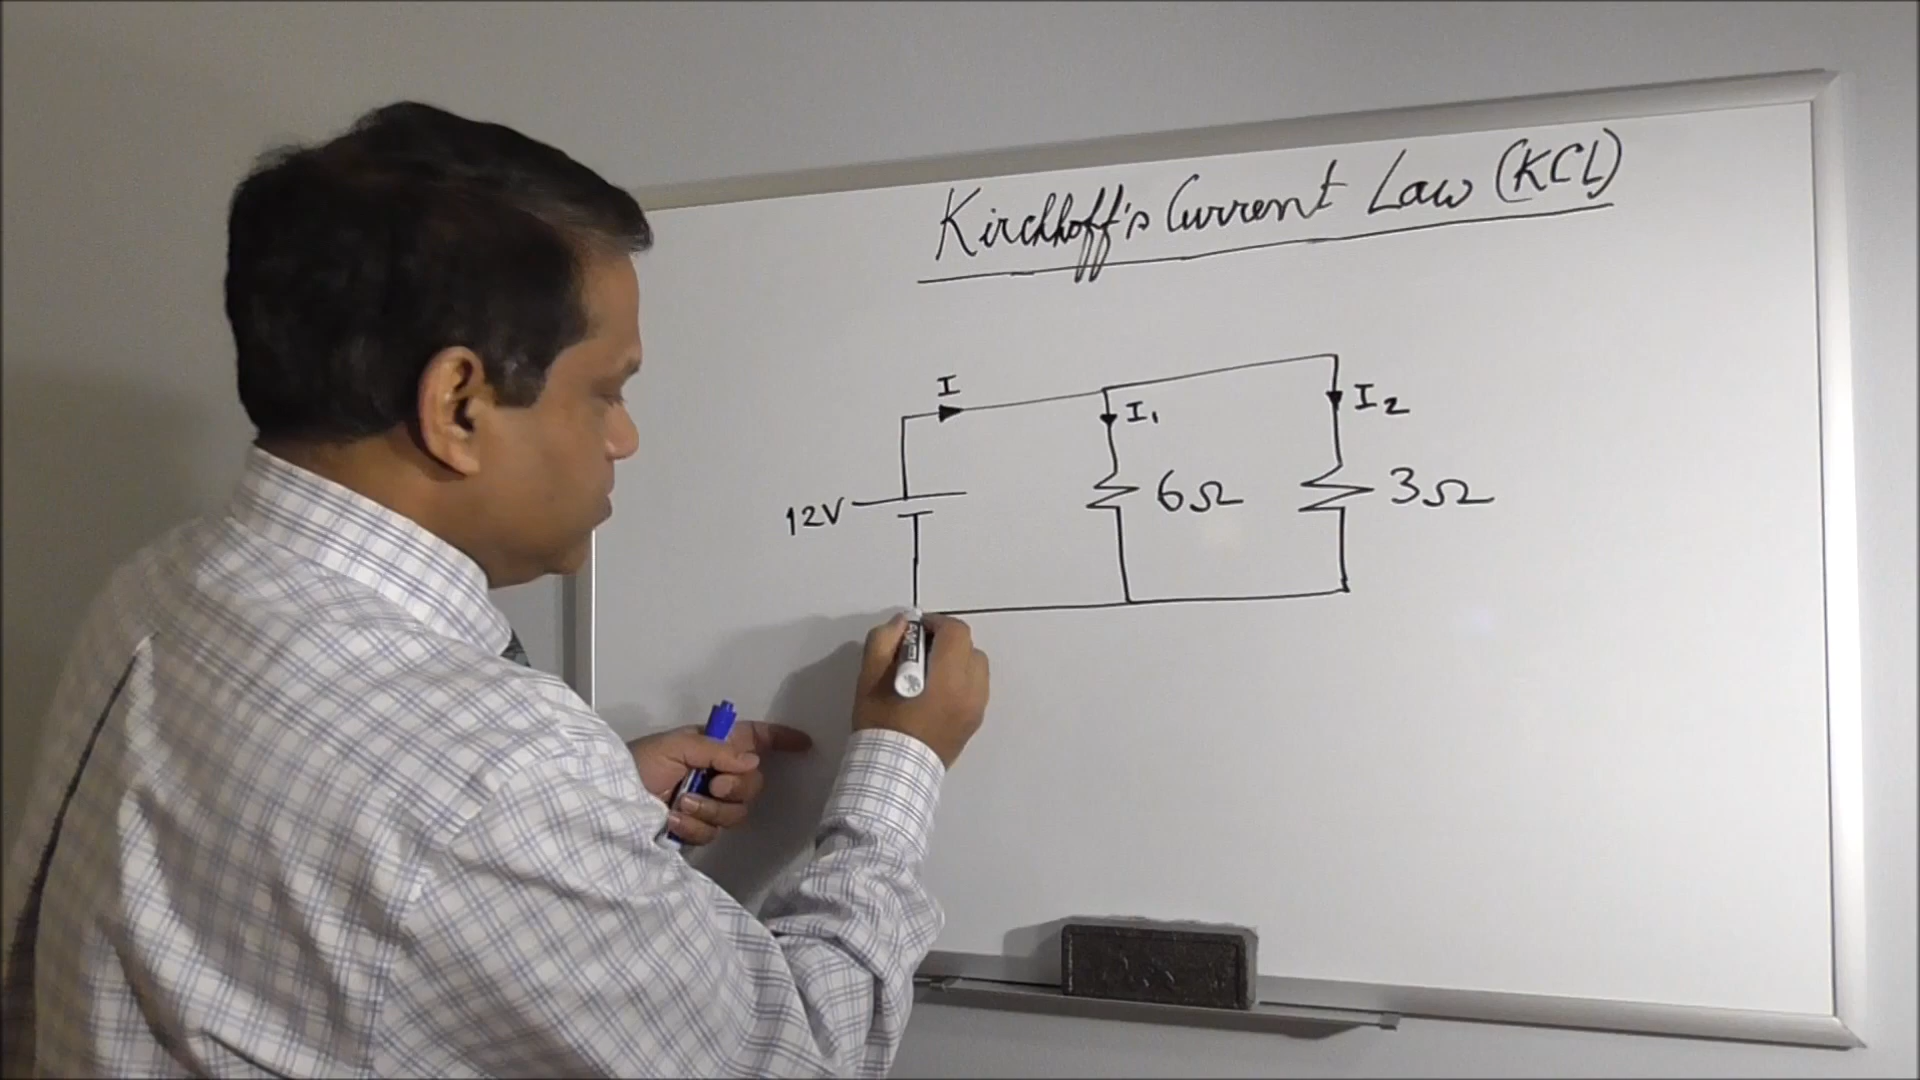 Kirchhoff's Current Law (KCL)
I
I₁
I₂
12V
6Ω
3Ω